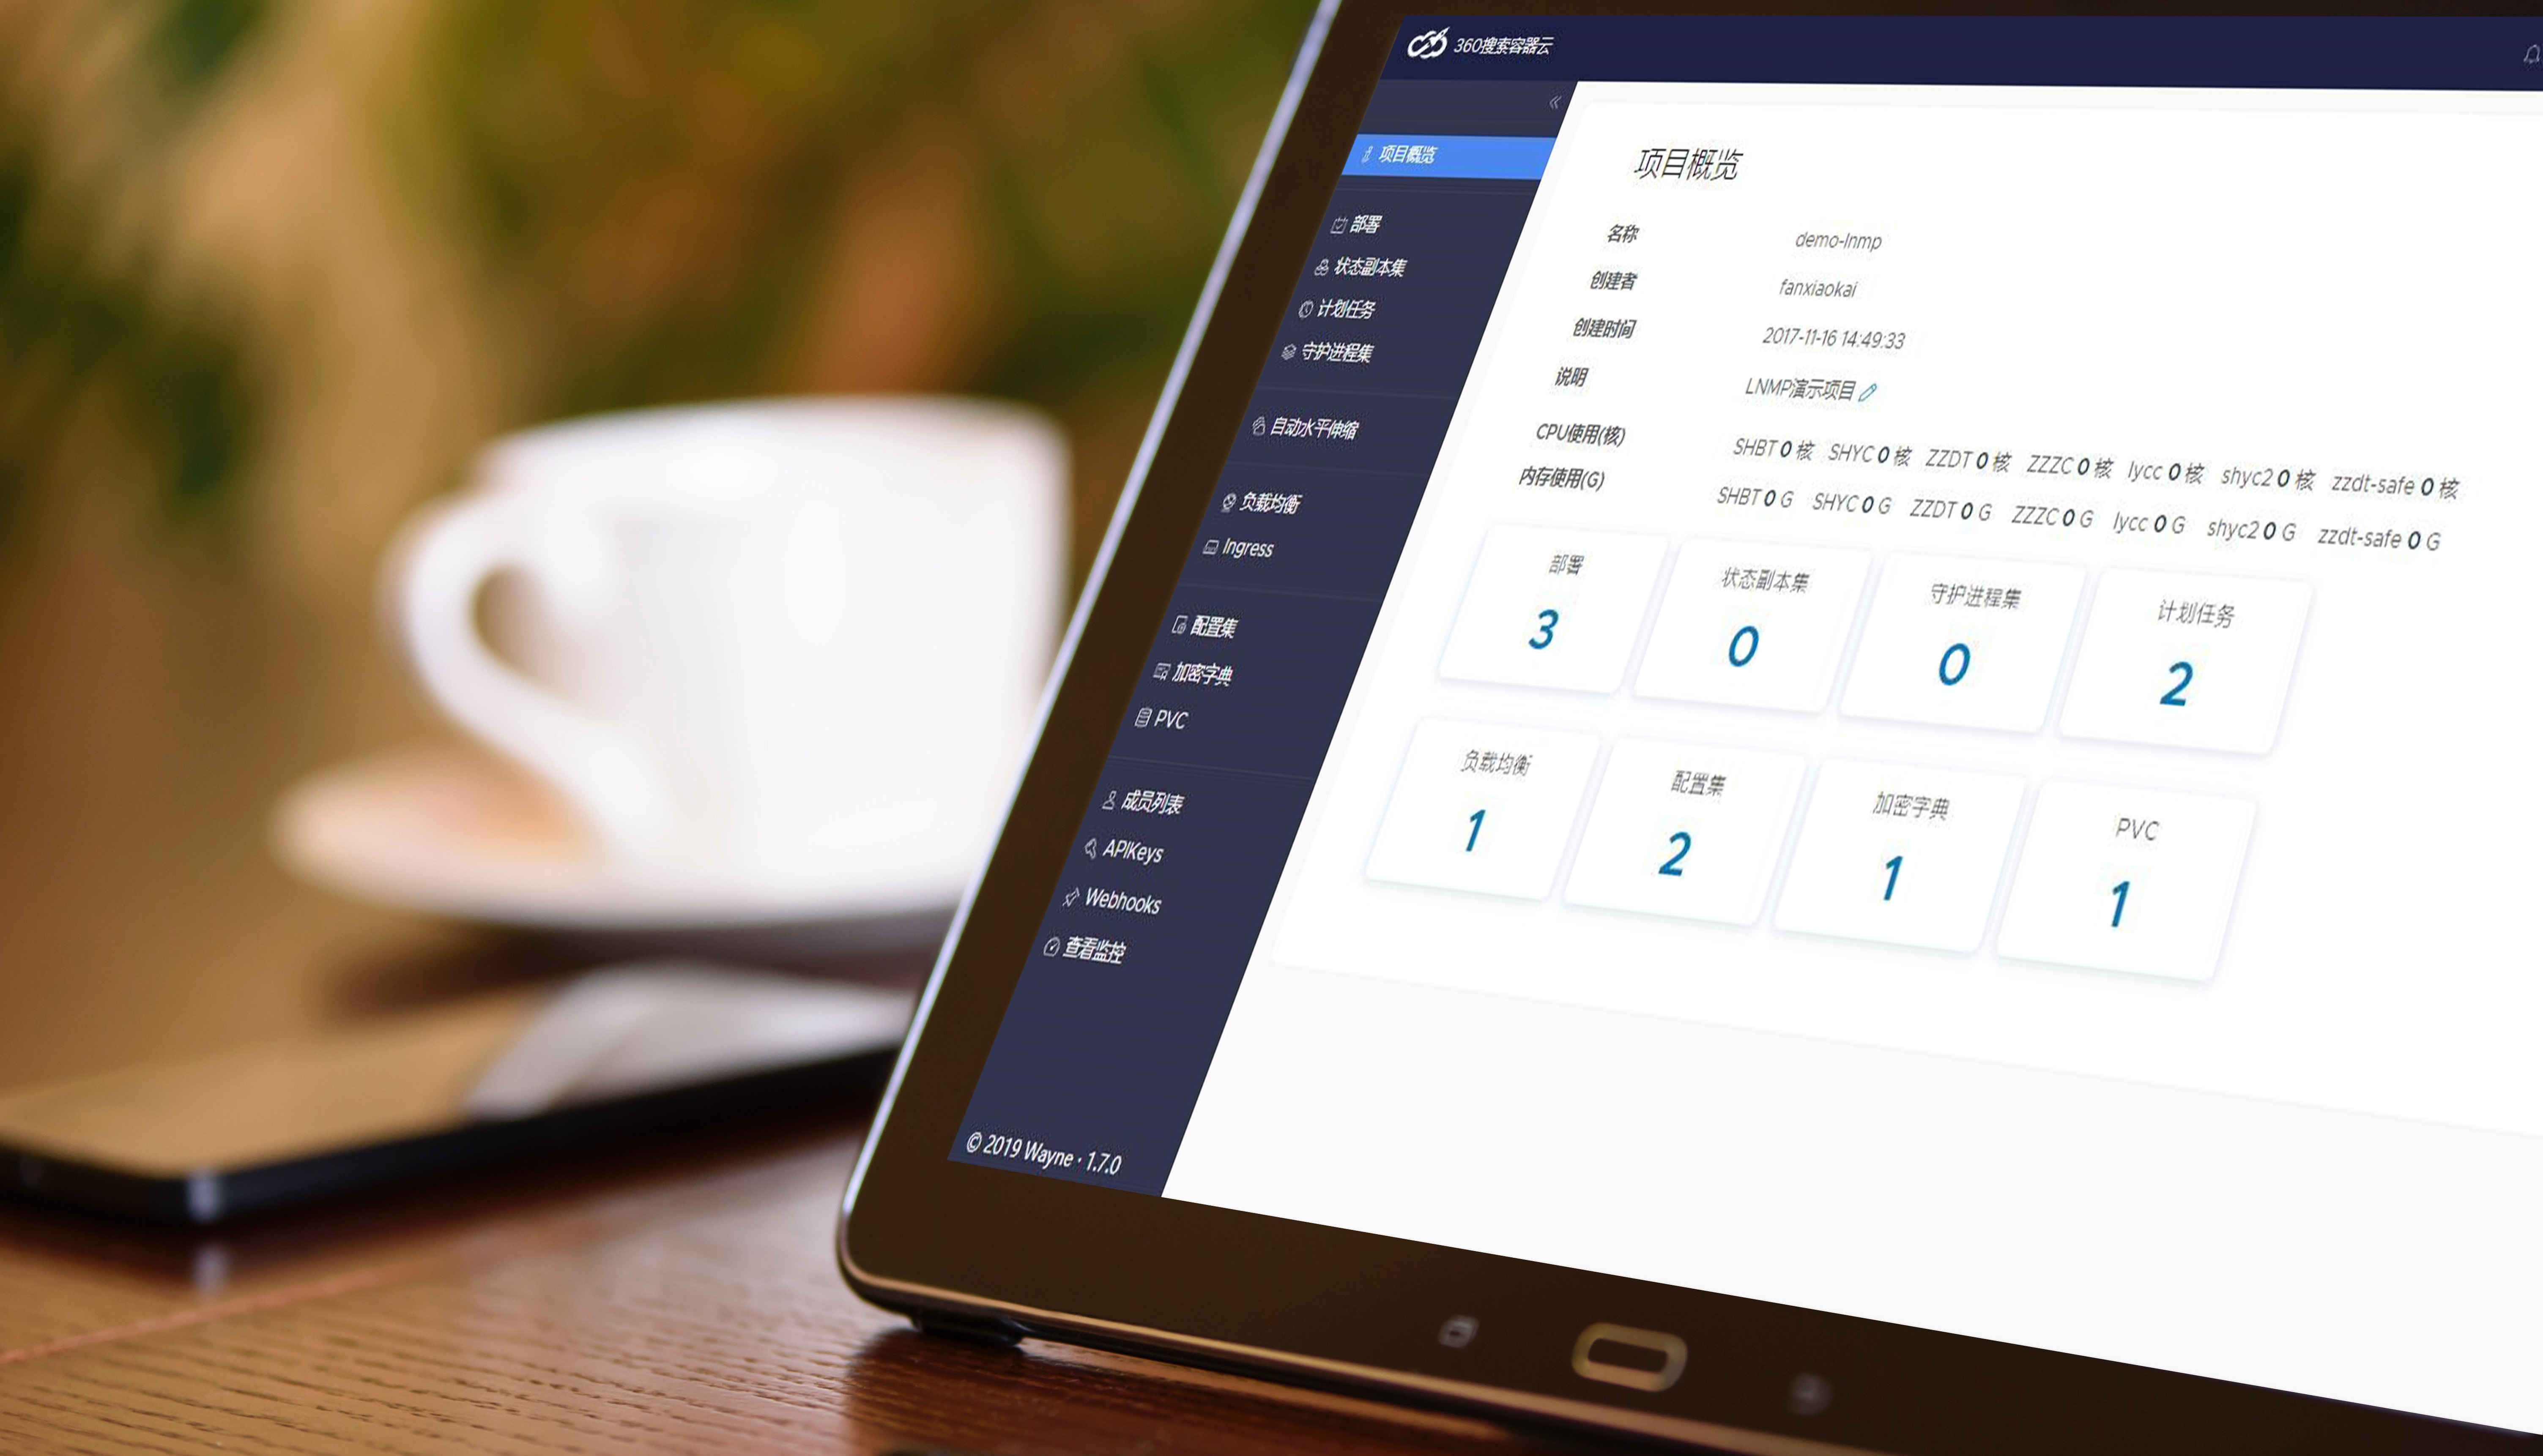 360搜索容器云
项目概览
部署
状态副本集
计划任务
守护进程集
自动水平伸缩
负载均衡
Ingress
配置集
加密字典
PVC
成员列表
APIKeys
Webhooks
查看监控
© 2019 Wayne · 1.7.0
项目概览
名称 demo-lnmp
创建者 fanxiaokai
创建时间 2017-11-16 14:49:33
说明 LNMP演示项目
CPU使用(核) SHBT 0 核 SHYC 0 核 ZZDT 0 核 ZZZC 0 核 lycc 0 核 shyc2 0 核 zzdt-safe 0 核
内存使用(G) SHBT 0 G SHYC 0 G ZZDT 0 G ZZZC 0 G lycc 0 G shyc2 0 G zzdt-safe 0 G
部署 状态副本集 守护进程集 计划任务
3 0 0 2
负载均衡 配置集 加密字典 PVC
1 2 1 1